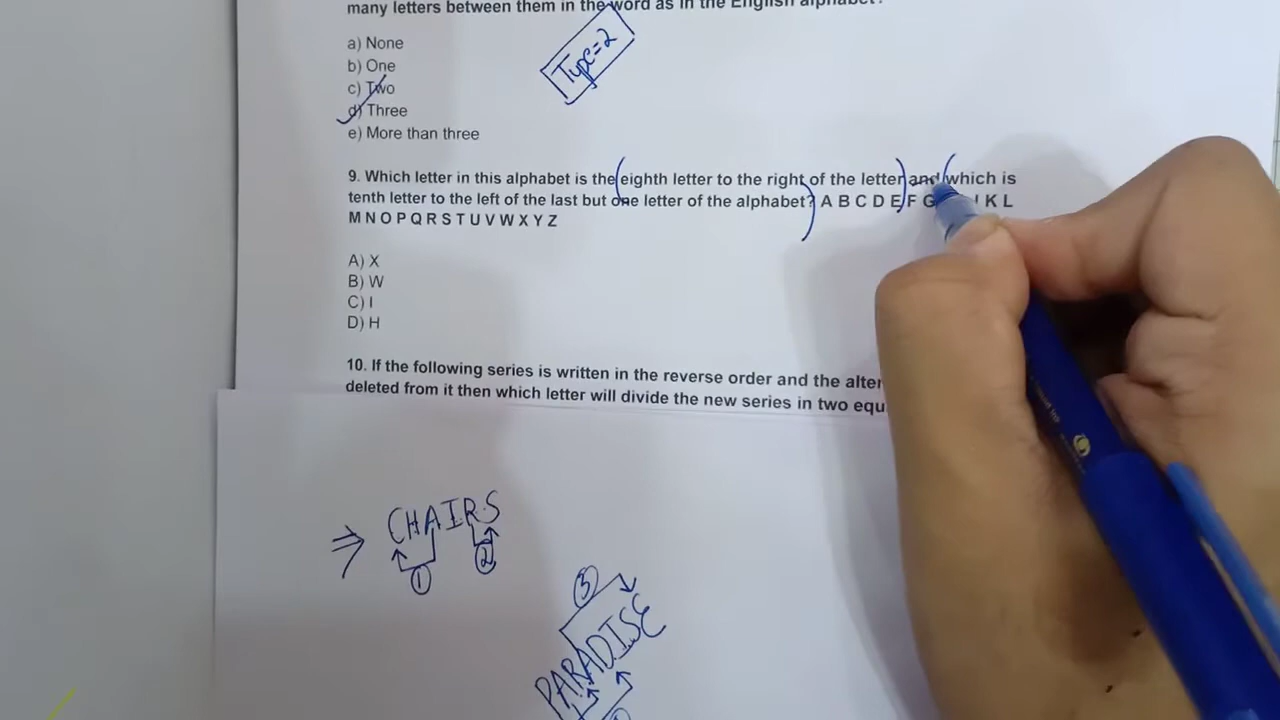 many letters between them in the word as in the English alphabet?
a) None
b) One
c) Two
d) Three
e) More than three
Type=2
9. Which letter in this alphabet is the eighth letter to the right of the letter and which is
tenth letter to the left of the last but one letter of the alphabet? A B C D E F G K L
M N O P Q R S T U V W X Y Z
A) X
B) W
C) I
D) H
10. If the following series is written in the reverse order and the alter
deleted from it then which letter will divide the new series in two equ
⇒ CHAIRS
1 2
3
PARADISE